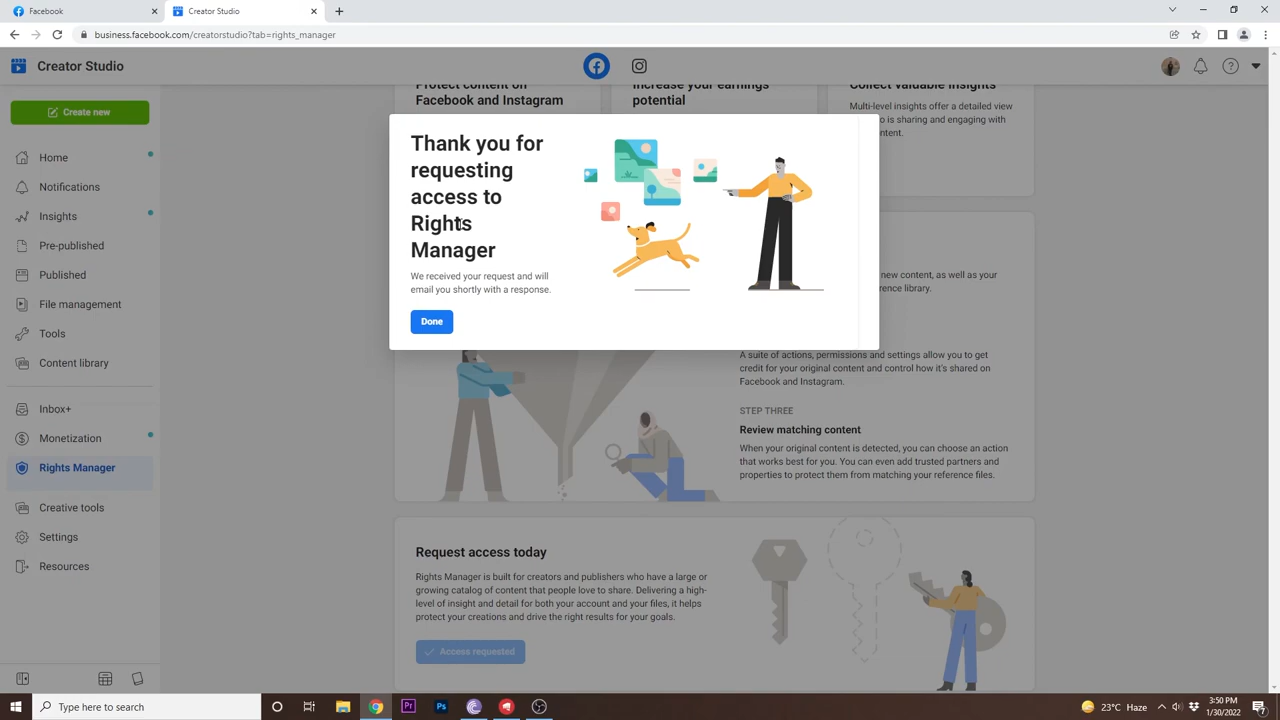 Facebook
Creator Studio
business.facebook.com/creatorstudio?tab=rights_manager
Creator Studio
Create new
Home
Notifications
Insights
Pre-published
Published
File management
Tools
Content library
Inbox+
Monetization
Rights Manager
Creative tools
Settings
Resources
Protect content on
Facebook and Instagram
Increase your earnings
potential
Collect valuable insights
Multi-level insights offer a detailed view
o is sharing and engaging with
ntent.
Thank you for
requesting
access to
Rights
Manager
We received your request and will
email you shortly with a response.
Done
new content, as well as your
rence library.
A suite of actions, permissions and settings allow you to get
credit for your original content and control how it's shared on
Facebook and Instagram.
STEP THREE
Review matching content
When your original content is detected, you can choose an action
that works best for you. You can even add trusted partners and
properties to protect them from matching your reference files.
Request access today
Rights Manager is built for creators and publishers who have a large or
growing catalog of content that people love to share. Delivering a high-
level of insight and detail for both your account and your files, it helps
protect your creations and drive the right results for your goals.
Access requested
Type here to search
Pr
Ps
23°C Haze
3:50 PM
1/30/2022